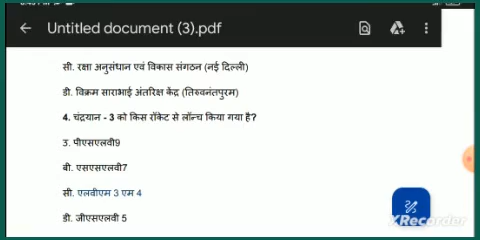 Untitled document (3).pdf
सी. रक्षा अनुसंधान एवं विकास संगठन (नई दिल्ली)
डी. विक्रम साराभाई अंतरिक्ष केंद्र (तिरुवनंतपुरम)
4. चंद्रयान - 3 को किस रॉकेट से लॉन्च किया गया है?
उ. पीएसएलवी9
बी. एसएसएलवी7
सी. एलवीएम 3 एम 4
डी. जीएसएलवी 5
XRecorder